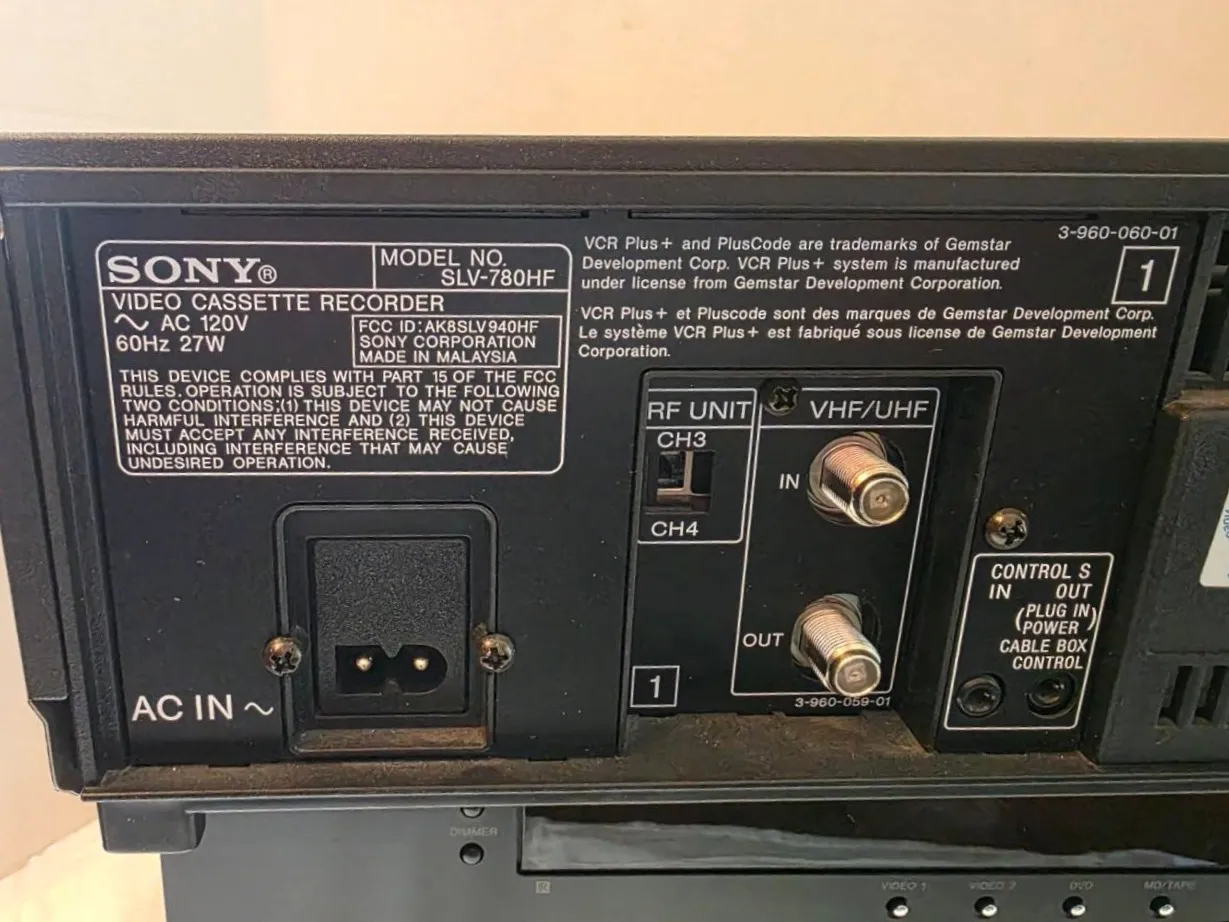 SONY®
MODEL NO.
SLV-780HF
VIDEO CASSETTE RECORDER
～ AC 120V
60Hz 27W
FCC ID: AK8SLV940HF
SONY CORPORATION
MADE IN MALAYSIA
THIS DEVICE COMPLIES WITH PART 15 OF THE FCC
RULES. OPERATION IS SUBJECT TO THE FOLLOWING
TWO CONDITIONS:(1) THIS DEVICE MAY NOT CAUSE
HARMFUL INTERFERENCE AND (2) THIS DEVICE
MUST ACCEPT ANY INTERFERENCE RECEIVED,
INCLUDING INTERFERENCE THAT MAY CAUSE
UNDESIRED OPERATION.
VCR Plus+ and PlusCode are trademarks of Gemstar
Development Corp. VCR Plus+ system is manufactured
under license from Gemstar Development Corporation.
3-960-060-01
1
VCR Plus+ et Pluscode sont des marques de Gemstar Development Corp.
Le système VCR Plus+ est fabriqué sous license de Gemstar Development
Corporation.
RF UNIT
CH3
CH4
VHF/UHF
IN
OUT
1
3-960-059-01
CONTROL S
IN OUT
(PLUG IN
POWER)
CABLE BOX
CONTROL
AC IN ～
DIMMER
VIDEO 1
VIDEO 2
DVD
MD/TAPE